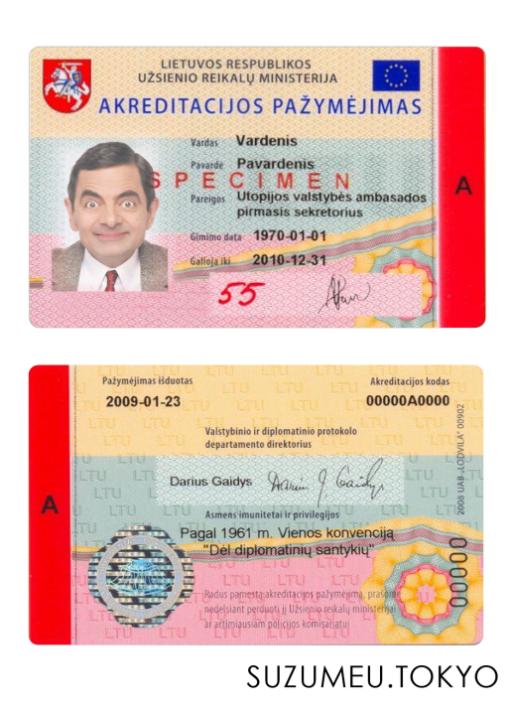 LIETUVOS RESPUBLIKOS
UŽSIENIO REIKALŲ MINISTERIJA
AKREDITACIJOS PAŽYMĖJIMAS
Vardas Vardenis
Pavardė Pavardenis
SPECIMEN
Pareigos Utopijos valstybės ambasados
pirmasis sekretorius
Gimimo data 1970-01-01
Galioja iki 2010-12-31
55
A
Pažymėjimas išduotas
2009-01-23
Akreditacijos kodas
00000A0000
Valstybinio ir diplomatinio protokolo
departamento direktorius
Darius Gaidys
Asmens imunitetai ir privilegijos
Pagal 1961 m. Vienos konvenciją
"Dėl diplomatinių santykių"
Radus pamestą akreditacijos pažymėjimą, prašome
nedelsiant perduoti jį Užsienio reikalų ministerijai
ar artimiausiam policijos komisariatui
A
2008 UAB „LODVILA" 00902
00000
LTU
SUZUMEU.TOKYO